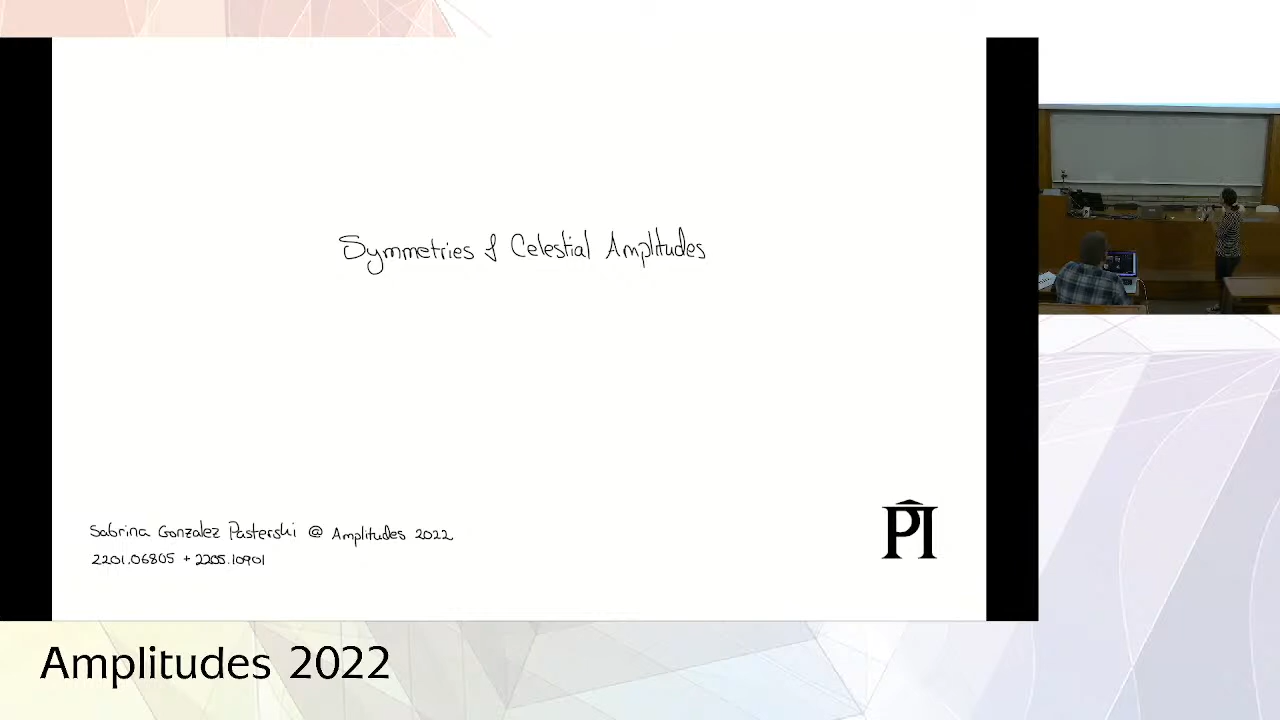 Symmetries & Celestial Amplitudes
Sabrina Gonzalez Pasterski @ Amplitudes 2022
2201.06805 + 2205.10901
PI
Amplitudes 2022